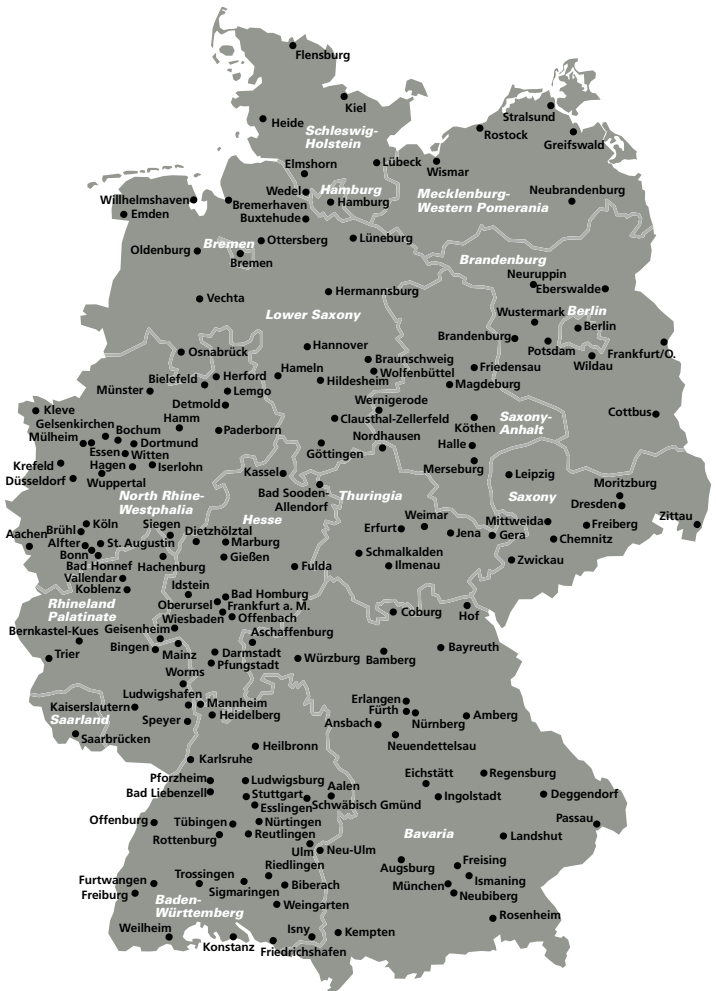 Flensburg
Kiel
Heide
Schleswig-
Holstein
Stralsund
Rostock
Greifswald
Elmshorn
Lübeck
Wismar
Wedel
Hamburg
Hamburg
Mecklenburg-
Western Pomerania
Neubrandenburg
Willhelmshaven
Emden
Bremerhaven
Buxtehude
Oldenburg
Bremen
Bremen
Ottersberg
Lüneburg
Brandenburg
Neuruppin
Eberswalde
Vechta
Hermannsburg
Lower Saxony
Wustermark
Berlin
Berlin
Brandenburg
Potsdam
Wildau
Frankfurt/O.
Osnabrück
Hannover
Braunschweig
Wolfenbüttel
Friedensau
Magdeburg
Bielefeld
Herford
Hameln
Hildesheim
Münster
Lemgo
Detmold
Wernigerode
Kleve
Gelsenkirchen
Mülheim
Bochum
Hamm
Dortmund
Paderborn
Clausthal-Zellerfeld
Nordhausen
Göttingen
Köthen
Saxony-
Anhalt
Halle
Merseburg
Cottbus
Essen
Witten
Krefeld
Hagen
Iserlohn
Düsseldorf
Wuppertal
Kassel
Bad Sooden-
Allendorf
Leipzig
Moritzburg
Dresden
North Rhine-
Westphalia
Hesse
Thuringia
Saxony
Köln
Brühl
Siegen
Aachen
Alfter
St. Augustin
Dietzhölztal
Marburg
Bonn
Bad Honnef
Hachenburg
Gießen
Weimar
Erfurt
Jena
Mittweida
Gera
Freiberg
Chemnitz
Zittau
Schmalkalden
Ilmenau
Zwickau
Fulda
Vallendar
Koblenz
Idstein
Bad Homburg
Oberursel
Frankfurt a. M.
Wiesbaden
Offenbach
Rhineland
Palatinate
Coburg
Hof
Bernkastel-Kues
Geisenheim
Aschaffenburg
Trier
Bingen
Mainz
Darmstadt
Pfungstadt
Würzburg
Bamberg
Bayreuth
Worms
Ludwigshafen
Kaiserslautern
Mannheim
Saarland
Speyer
Heidelberg
Saarbrücken
Erlangen
Fürth
Ansbach
Nürnberg
Amberg
Neuendettelsau
Heilbronn
Karlsruhe
Pforzheim
Bad Liebenzell
Ludwigsburg
Stuttgart
Aalen
Esslingen
Schwäbisch Gmünd
Eichstätt
Regensburg
Ingolstadt
Deggendorf
Passau
Offenburg
Tübingen
Nürtingen
Rottenburg
Reutlingen
Bavaria
Landshut
Ulm
Neu-Ulm
Riedlingen
Augsburg
Freising
Furtwangen
Trossingen
Sigmaringen
Biberach
München
Ismaning
Freiburg
Neubiberg
Baden-
Württemberg
Weingarten
Rosenheim
Weilheim
Konstanz
Isny
Kempten
Friedrichshafen